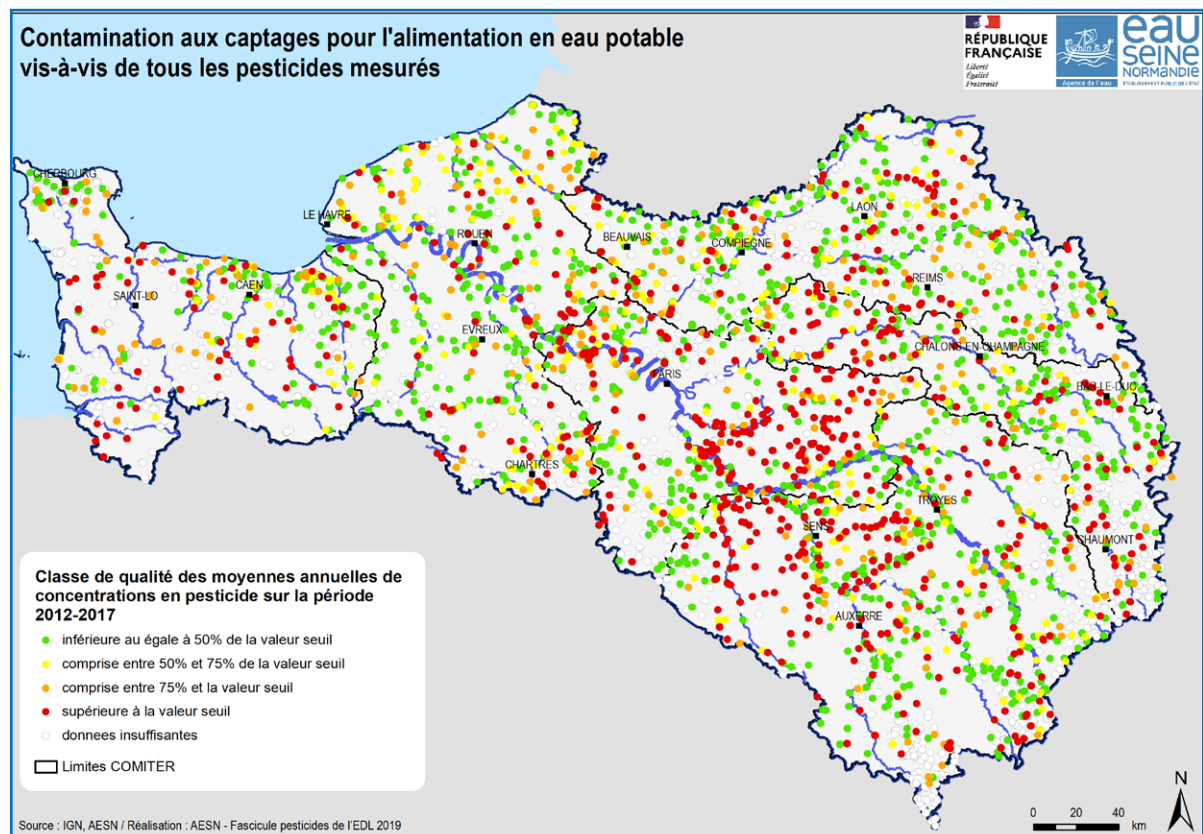 Contamination aux captages pour l'alimentation en eau potable
vis-à-vis de tous les pesticides mesurés
RÉPUBLIQUE
FRANÇAISE
Liberté
Égalité
Fraternité
Agence de l'eau
eau
SEINE
NORMANDIE
ÉTABLISSEMENT PUBLIC DE L'ÉTAT
CHERBOURG
LE HAVRE
ROUEN
BEAUVAIS
COMPIEGNE
LAON
SAINT-LO
CAEN
REIMS
EVREUX
CHALONS-EN-CHAMPAGNE
PARIS
BAR-LE-DUC
CHARTRES
TROYES
SENS
CHAUMONT
AUXERRE
Classe de qualité des moyennes annuelles de
concentrations en pesticide sur la période
2012-2017
inférieure au égale à 50% de la valeur seuil
comprise entre 50% et 75% de la valeur seuil
comprise entre 75% et la valeur seuil
supérieure à la valeur seuil
donnees insuffisantes
Limites COMITER
N
0 20 40
km
Source : IGN, AESN / Réalisation : AESN - Fascicule pesticides de l'EDL 2019